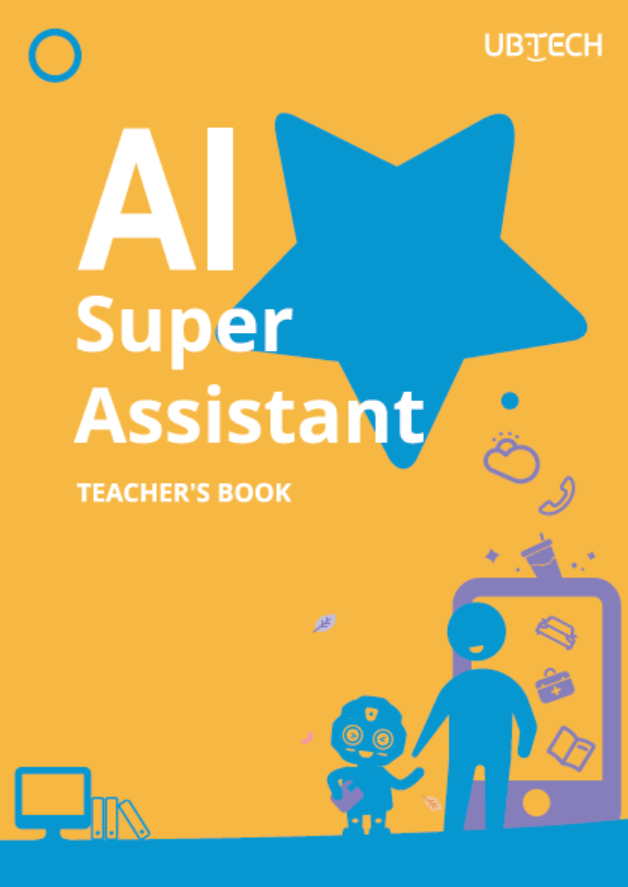 UBTECH
AI
Super
Assistant
TEACHER'S BOOK